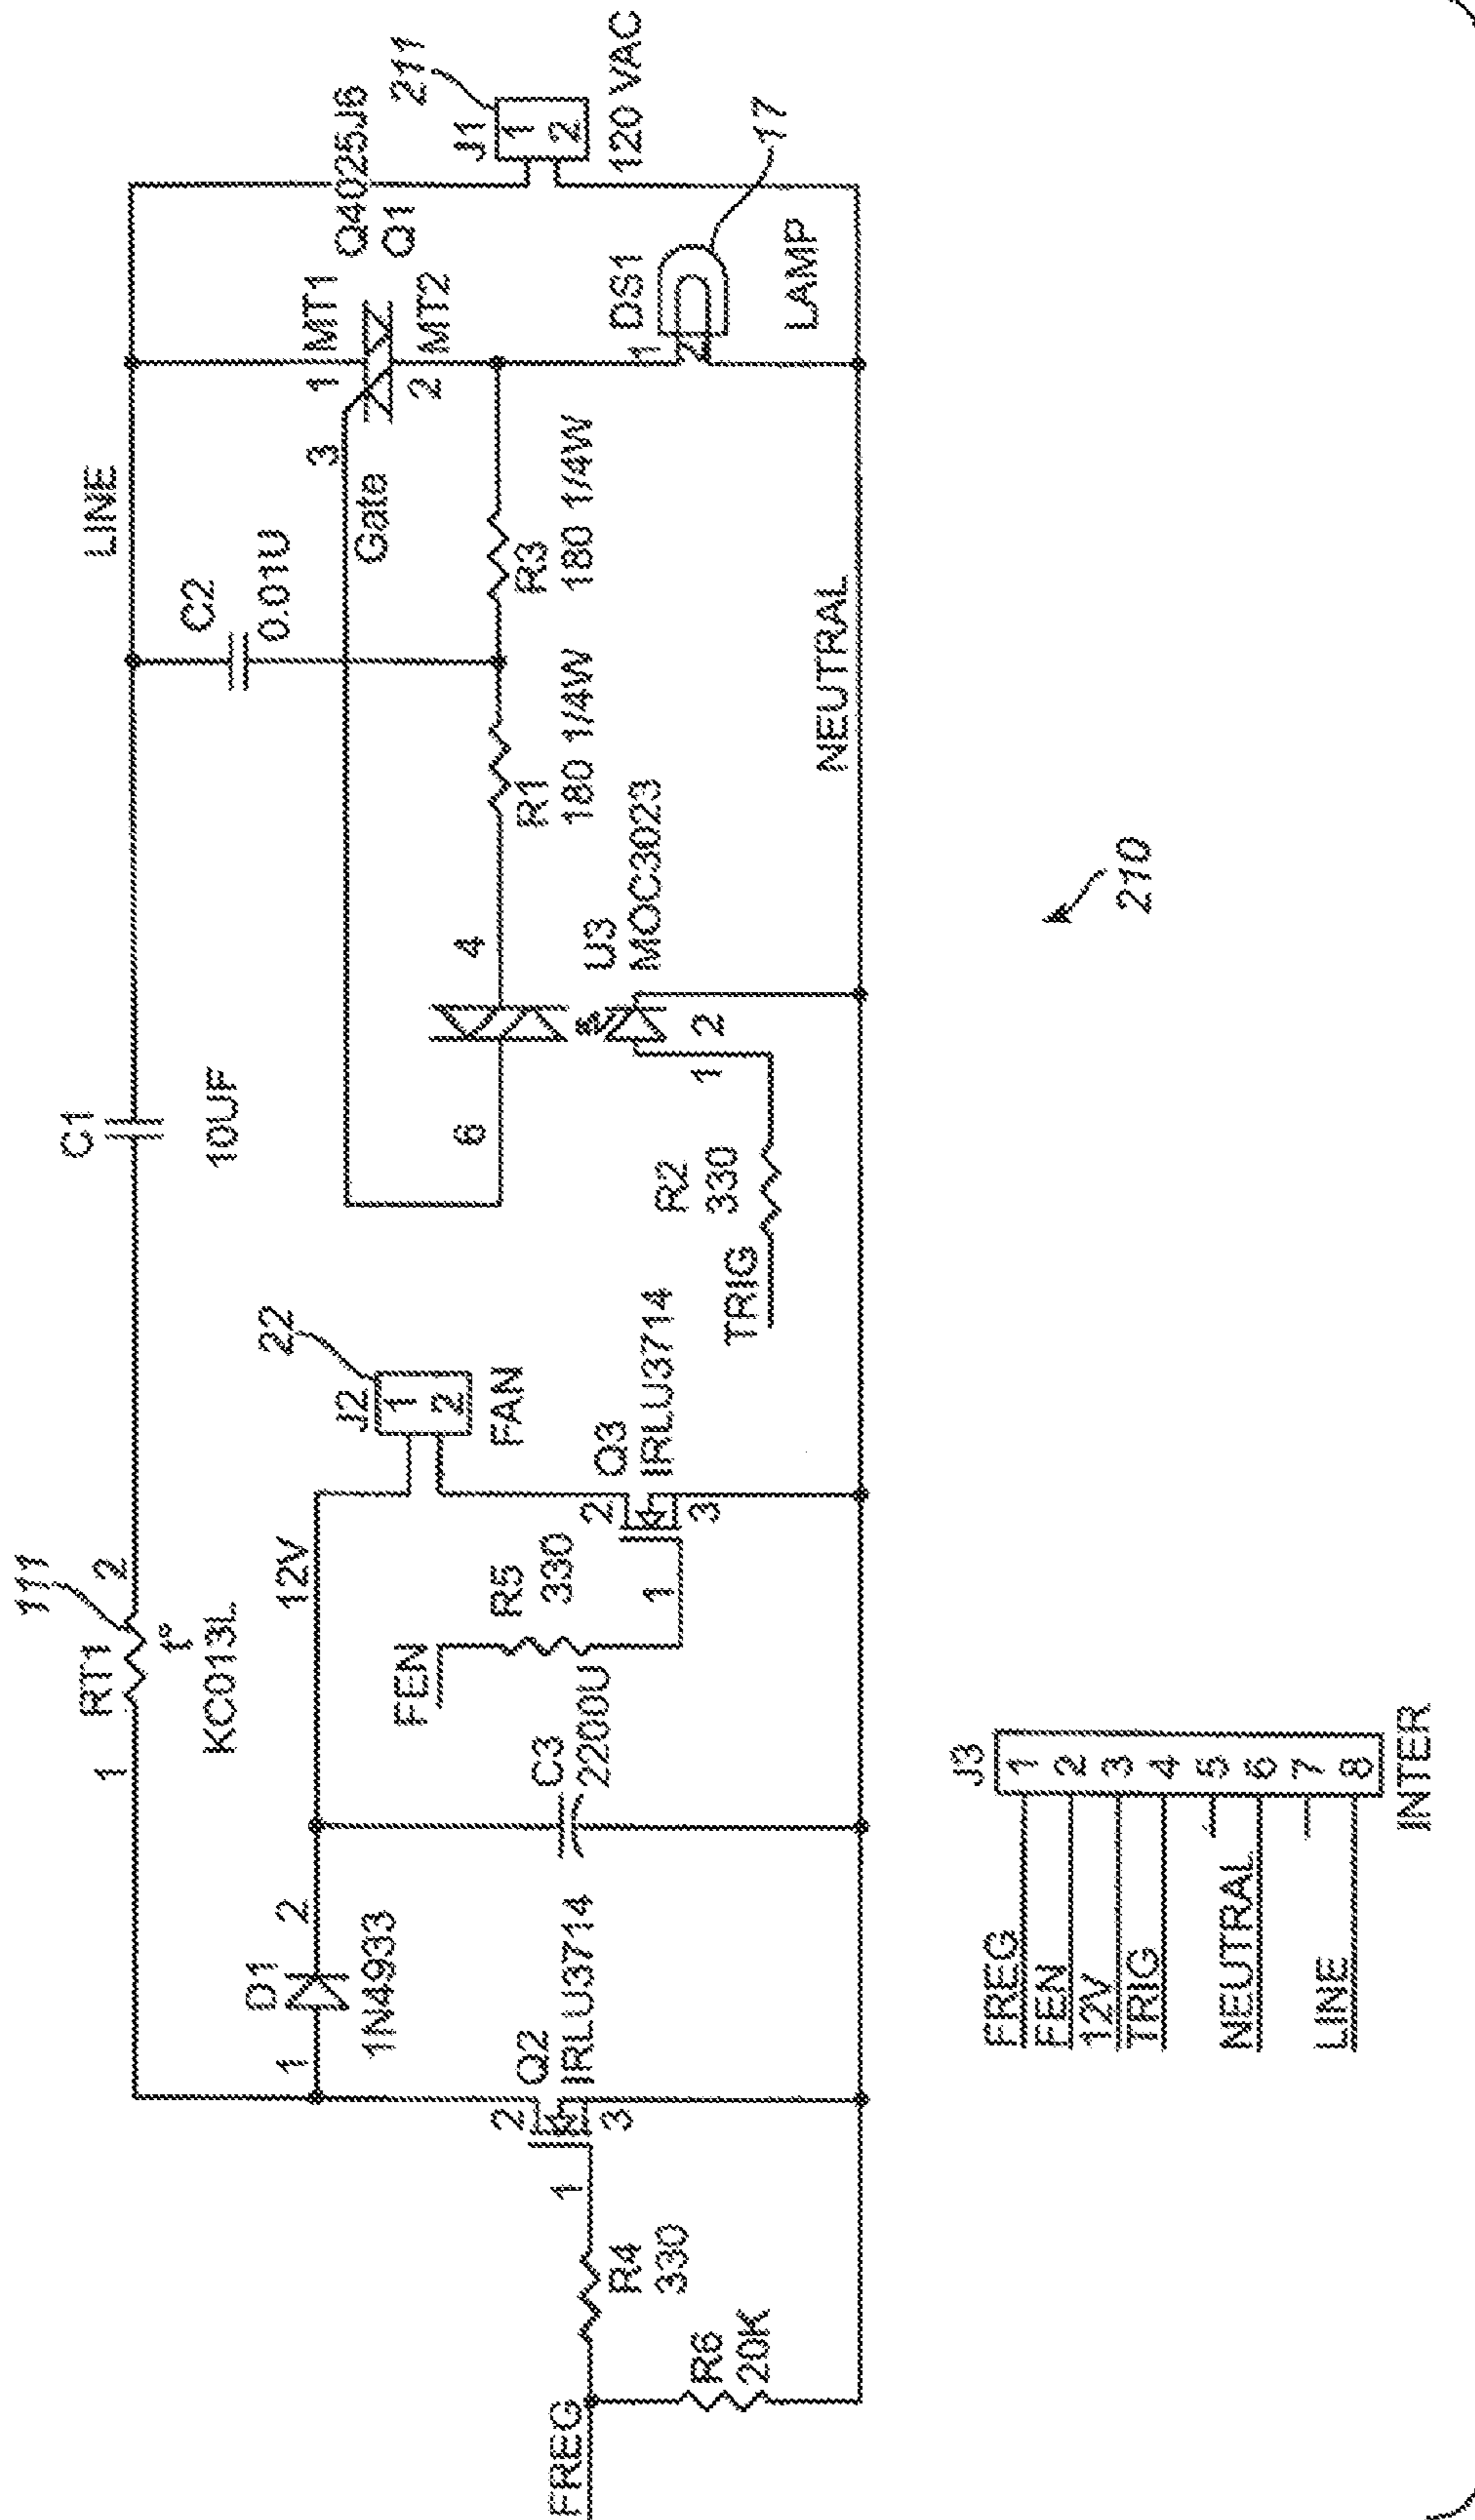 LINE
C1
10UF
C2
0.01U
Q4025J6
Q1
MT1
1
MT2
2
3
Gate
J1
1
2
211
120 VAC
111
1
RT1
2
t°
KC013L
12V
22
J2
1
2
FAN
D1
1
2
1N4933
C3
2200U
FEN
R5
330
1
Q3
IRLU3714
2
3
6
4
U3
MOC3023
1
2
R1
180 1/4W
R3
180 1/4W
DS1
1
2
17
LAMP
R2
330
TRIG
NEUTRAL
FREG
R4
330
R6
20K
1
Q2
IRLU3714
2
3
J3
FREG 1
FEN 2
12V 3
TRIG 4
5
NEUTRAL 6
7
LINE 8
INTER
210